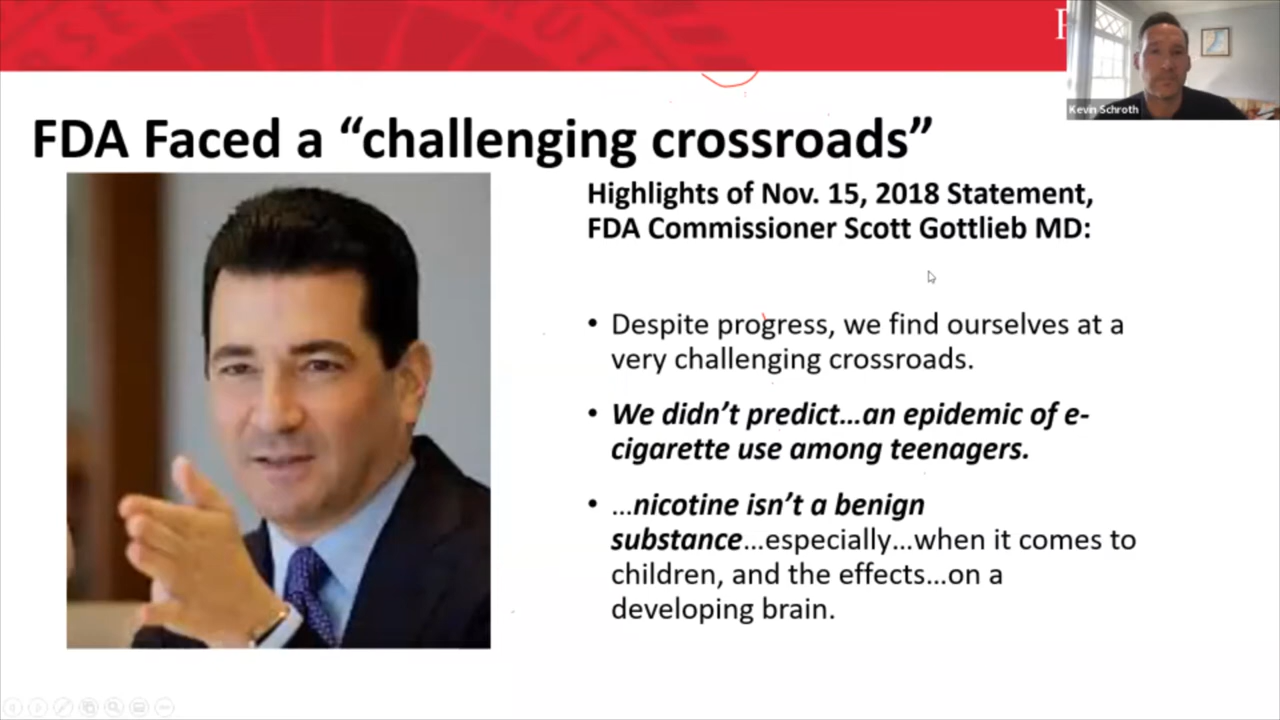 Kevin Schroth
FDA Faced a “challenging crossroads”
Highlights of Nov. 15, 2018 Statement,
FDA Commissioner Scott Gottlieb MD:
• Despite progress, we find ourselves at a
very challenging crossroads.
• We didn’t predict…an epidemic of e-
cigarette use among teenagers.
• …nicotine isn’t a benign
substance…especially…when it comes to
children, and the effects…on a
developing brain.